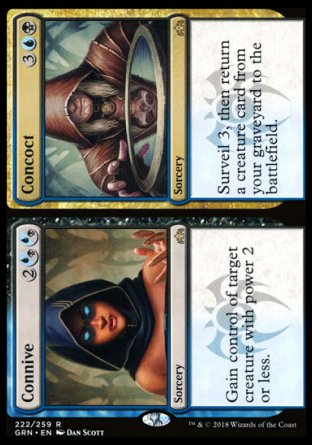 Connive
2
Sorcery
Gain control of target
creature with power 2
or less.
Concoct
3
Sorcery
Surveil 3, then return
a creature card from
your graveyard to the
battlefield.
222/259 R
GRN • EN DAN SCOTT
™ & © 2018 Wizards of the Coast